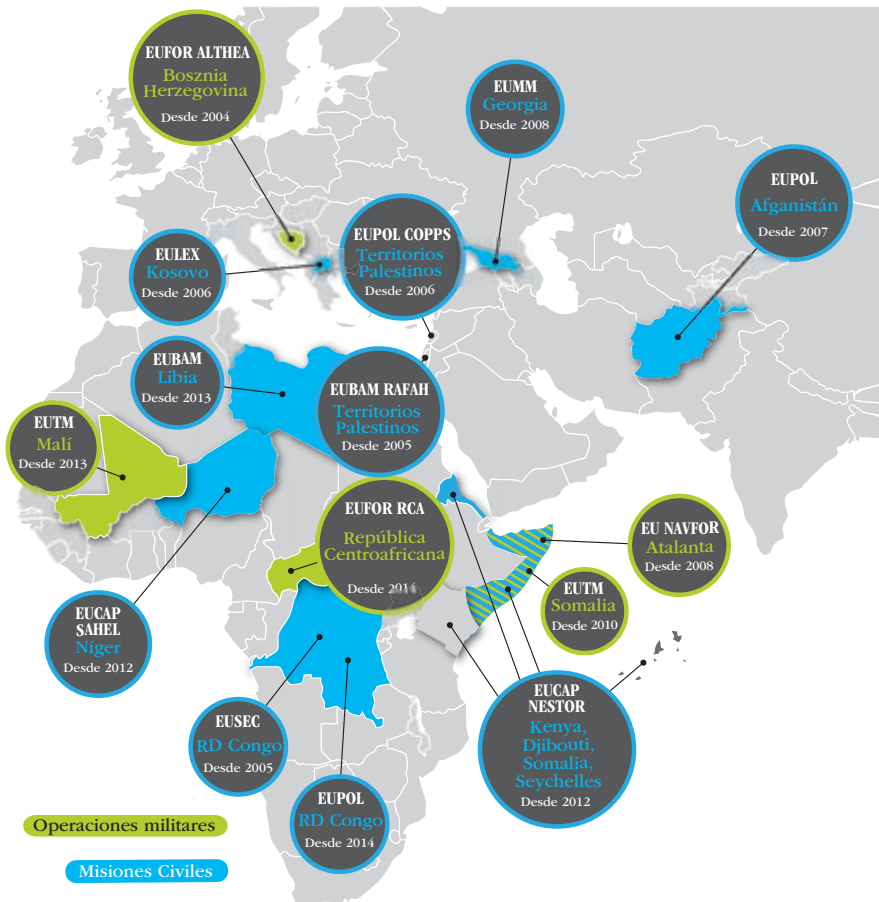 EUFOR ALTHEA
Bosznia
Herzegovina
Desde 2004
EUMM
Georgia
Desde 2008
EUPOL
Afganistán
Desde 2007
EULEX
Kosovo
Desde 2006
EUPOL COPPS
Territorios
Palestinos
Desde 2006
EUBAM
Libia
Desde 2013
EUBAM RAFAH
Territorios
Palestinos
Desde 2005
EUTM
Malí
Desde 2013
EUFOR RCA
República
Centroafricana
Desde 2014
EU NAVFOR
Atalanta
Desde 2008
EUTM
Somalia
Desde 2010
EUCAP
SAHEL
Níger
Desde 2012
EUSEC
RD Congo
Desde 2005
EUPOL
RD Congo
Desde 2014
EUCAP
NESTOR
Kenya,
Djibouti,
Somalia,
Seychelles
Desde 2012
Operaciones militares
Misiones Civiles